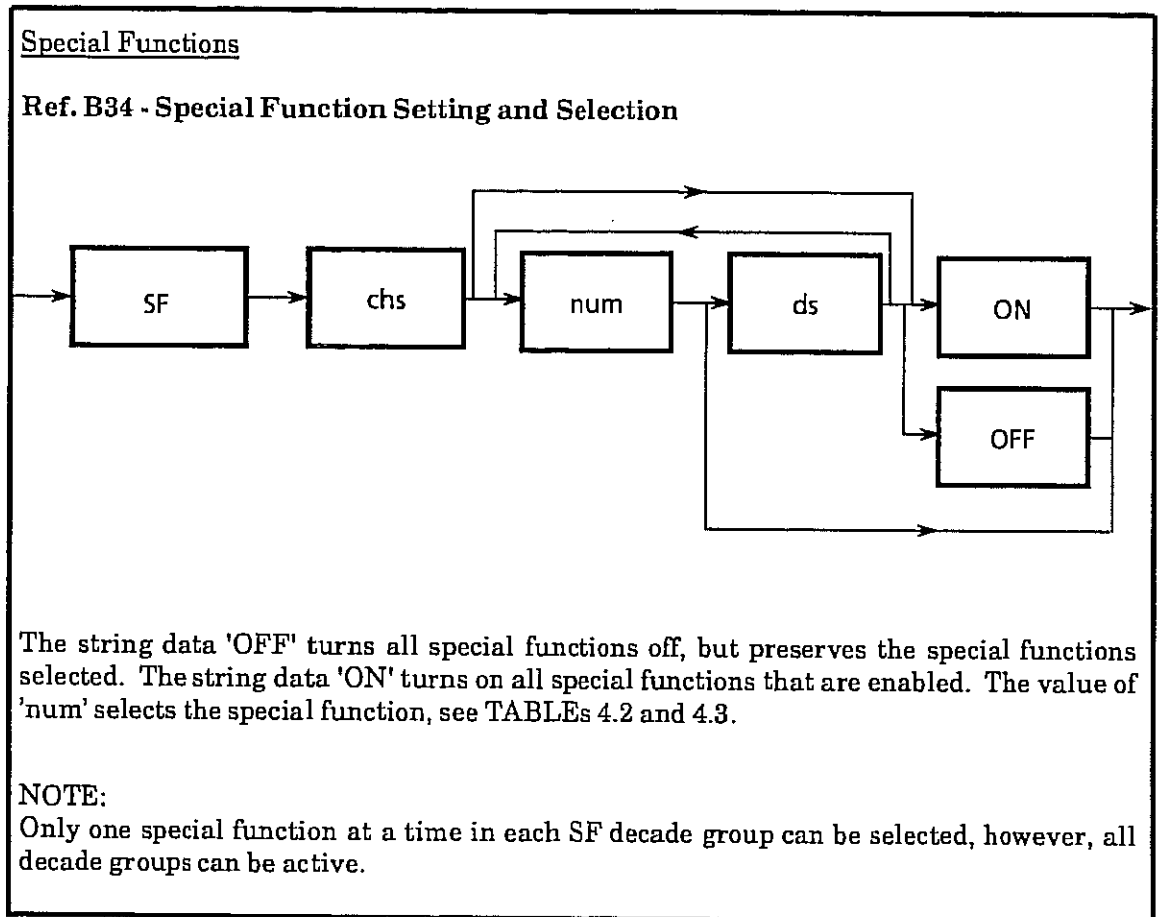 Special Functions
Ref. B34 - Special Function Setting and Selection
SF
chs
num
ds
ON
OFF
The string data 'OFF' turns all special functions off, but preserves the special functions
selected. The string data 'ON' turns on all special functions that are enabled. The value of
'num' selects the special function, see TABLEs 4.2 and 4.3.
NOTE:
Only one special function at a time in each SF decade group can be selected, however, all
decade groups can be active.